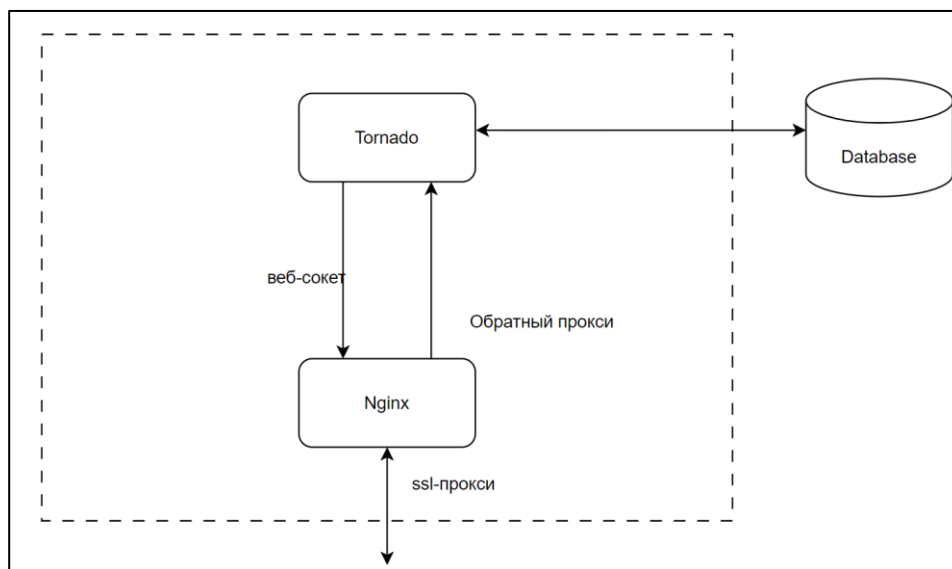 Tornado
Database
веб-сокет
Обратный прокси
Nginx
ssl-прокси